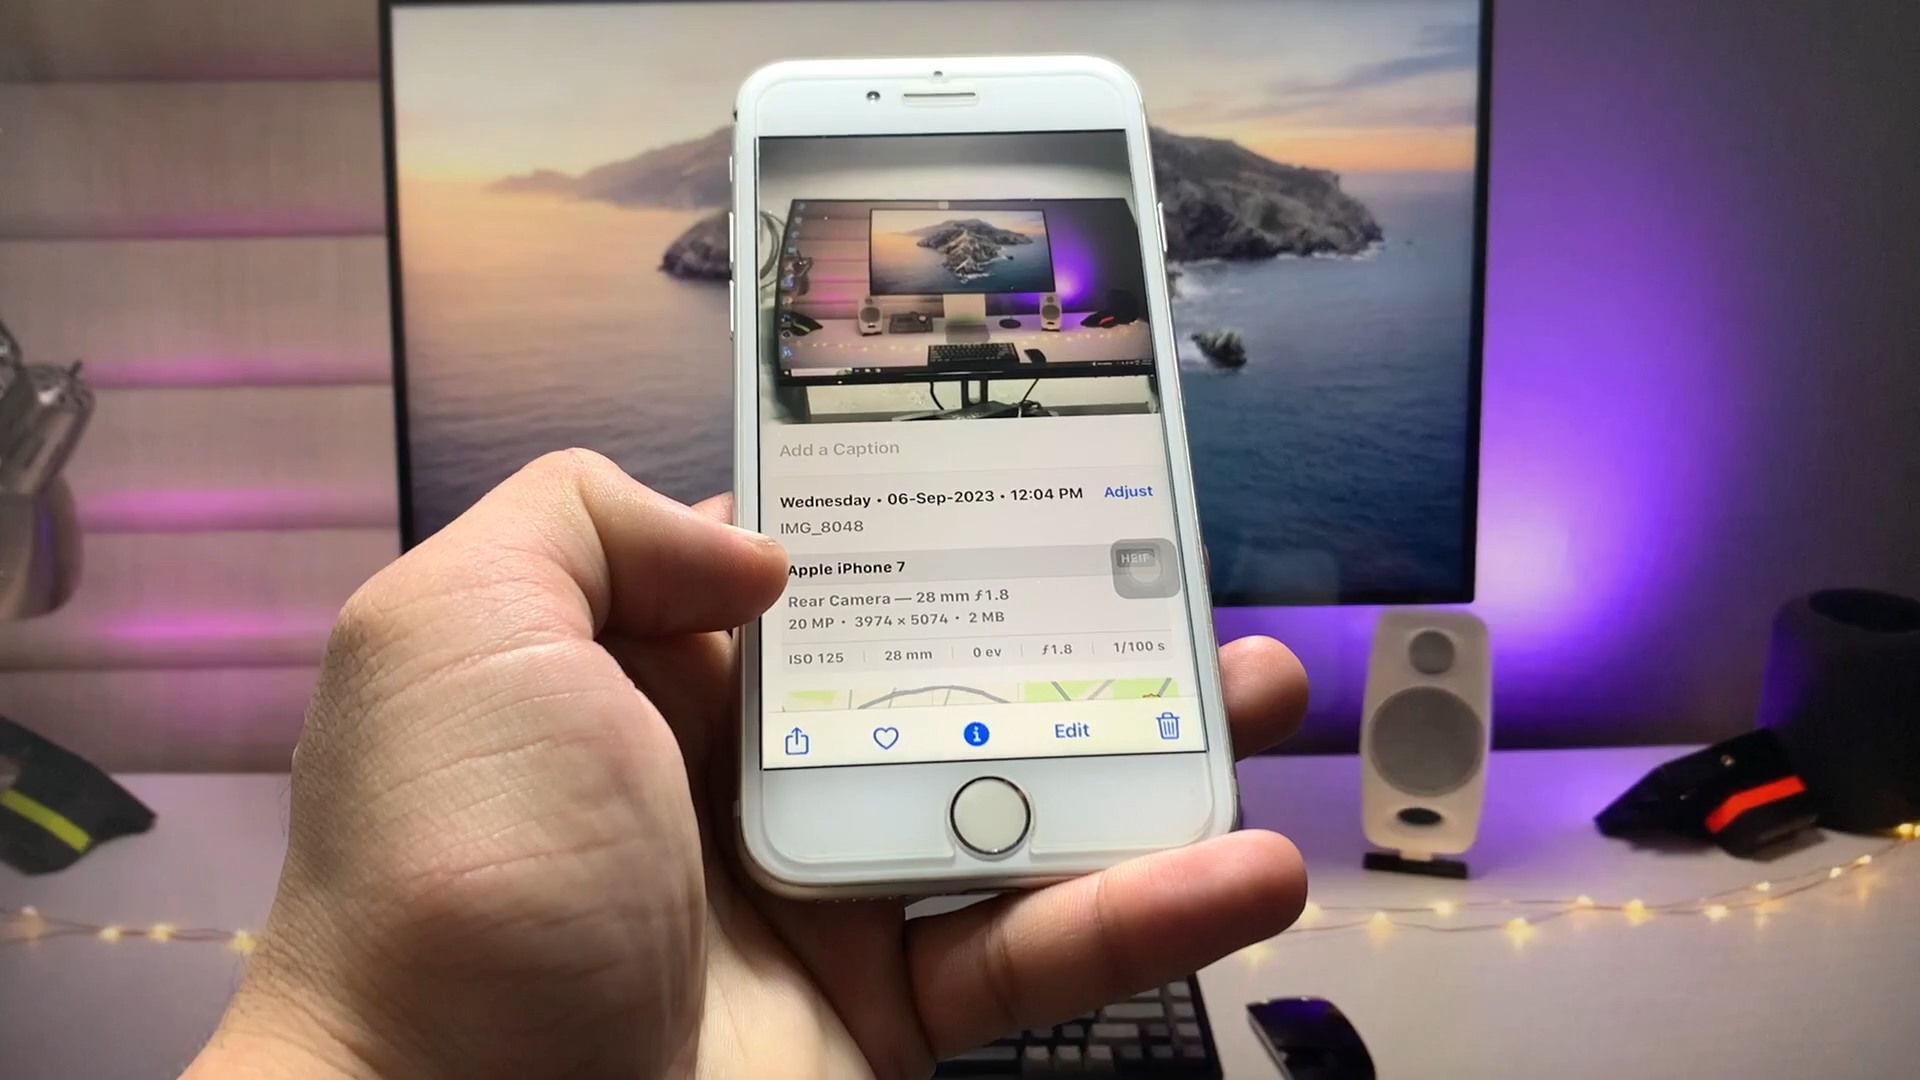 Add a Caption
Wednesday • 06-Sep-2023 • 12:04 PM Adjust
IMG_8048
Apple iPhone 7 HEIF
Rear Camera — 28 mm ƒ1.8
20 MP • 3974 × 5074 • 2 MB
ISO 125 28 mm 0 ev ƒ1.8 1/100 s
Edit